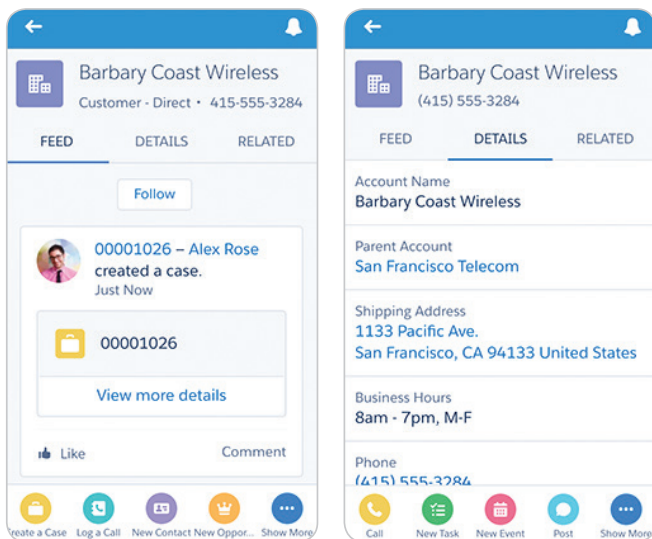 Barbary Coast Wireless
Customer - Direct • 415-555-3284
FEED
DETAILS
RELATED
Follow
00001026 – Alex Rose
created a case.
Just Now
00001026
View more details
Like
Comment
reate a Case
Log a Call
New Contact
New Oppor...
Show More
Barbary Coast Wireless
(415) 555-3284
FEED
DETAILS
RELATED
Account Name
Barbary Coast Wireless
Parent Account
San Francisco Telecom
Shipping Address
1133 Pacific Ave.
San Francisco, CA 94133 United States
Business Hours
8am - 7pm, M-F
Phone
(415) 555-3284
Call
New Task
New Event
Post
Show More